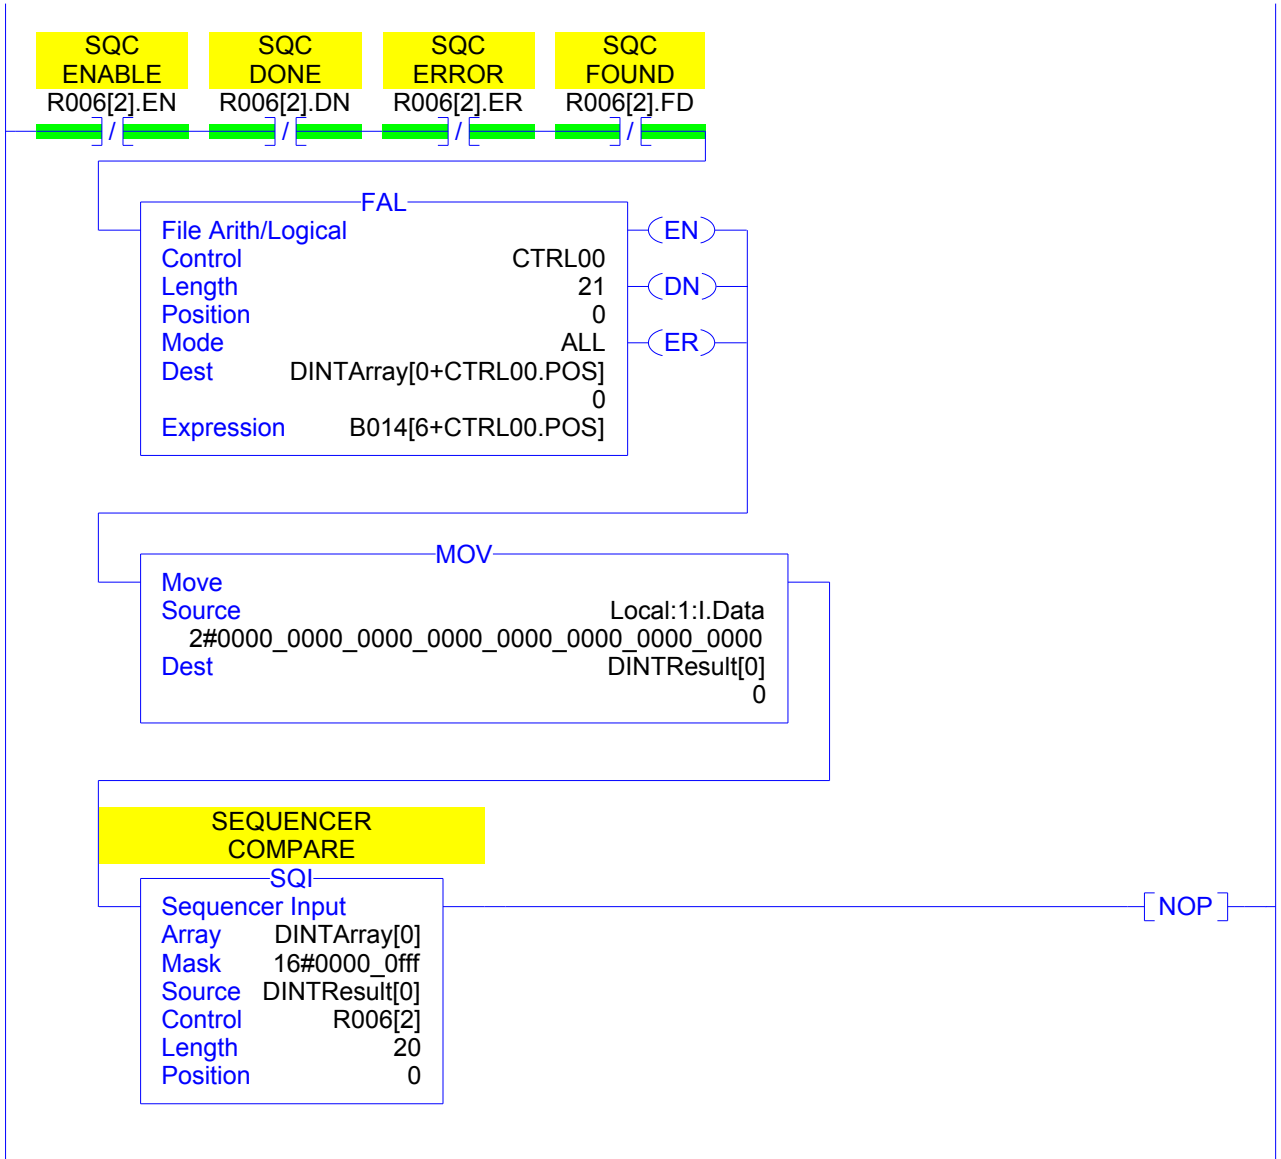 SQC SQC SQC SQC
ENABLE DONE ERROR FOUND
R006[2].EN R006[2].DN R006[2].ER R006[2].FD
/ / / /
FAL
File Arith/Logical EN
Control CTRL00
Length 21 DN
Position 0
Mode ALL ER
Dest DINTArray[0+CTRL00.POS]
0
Expression B014[6+CTRL00.POS]
MOV
Move
Source Local:1:I.Data
2#0000_0000_0000_0000_0000_0000_0000_0000
Dest DINTResult[0]
0
SEQUENCER
COMPARE
SQI
Sequencer Input NOP
Array DINTArray[0]
Mask 16#0000_0fff
Source DINTResult[0]
Control R006[2]
Length 20
Position 0